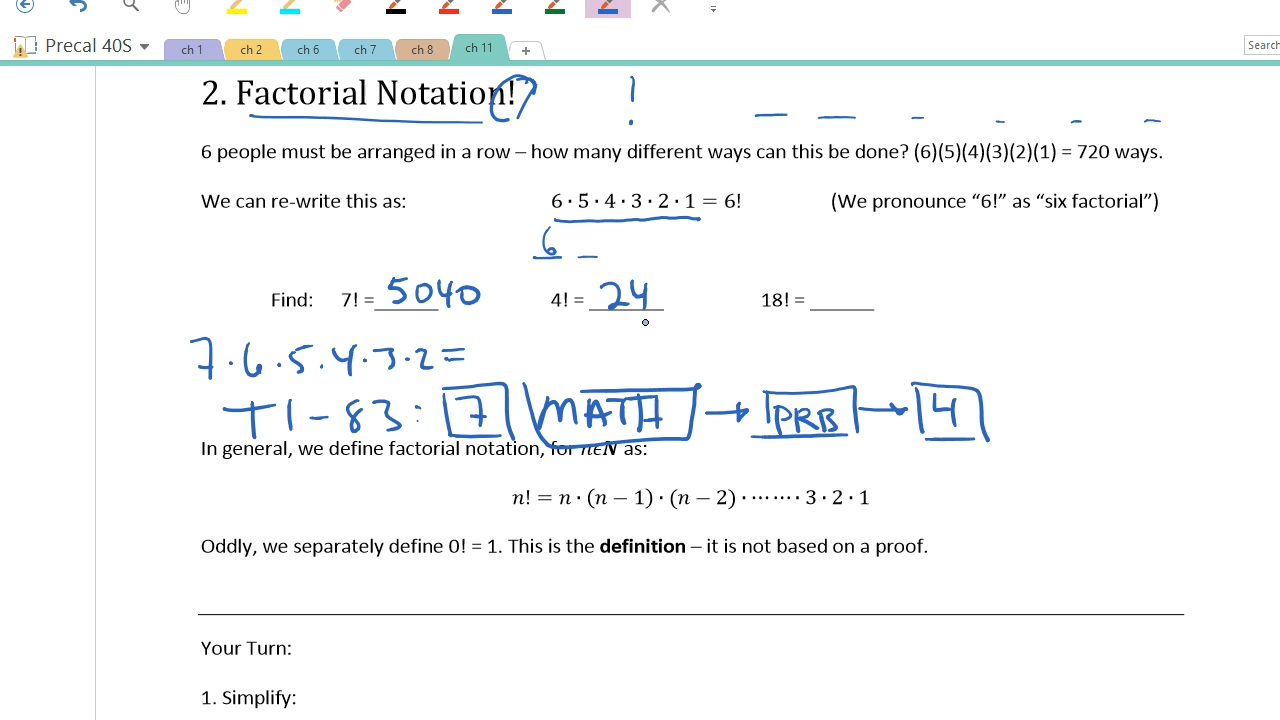 Precal 40S ch 1 ch 2 ch 6 ch 7 ch 8 ch 11 + Search
2. Factorial Notation! ? !
6 people must be arranged in a row – how many different ways can this be done? (6)(5)(4)(3)(2)(1) = 720 ways.
We can re-write this as: 6 · 5 · 4 · 3 · 2 · 1 = 6! (We pronounce “6!” as “six factorial”)
6
Find: 7! = 5040 4! = 24 18! = ______
7 · 6 · 5 . 4 · 3 · 2 =
TI - 83 : 7 MATH → PRB → 4
In general, we define factorial notation, for nϵN as:
n! = n · (n − 1) · (n − 2) · ⋯⋯ · 3 · 2 · 1
Oddly, we separately define 0! = 1. This is the definition – it is not based on a proof.
Your Turn:
1. Simplify: